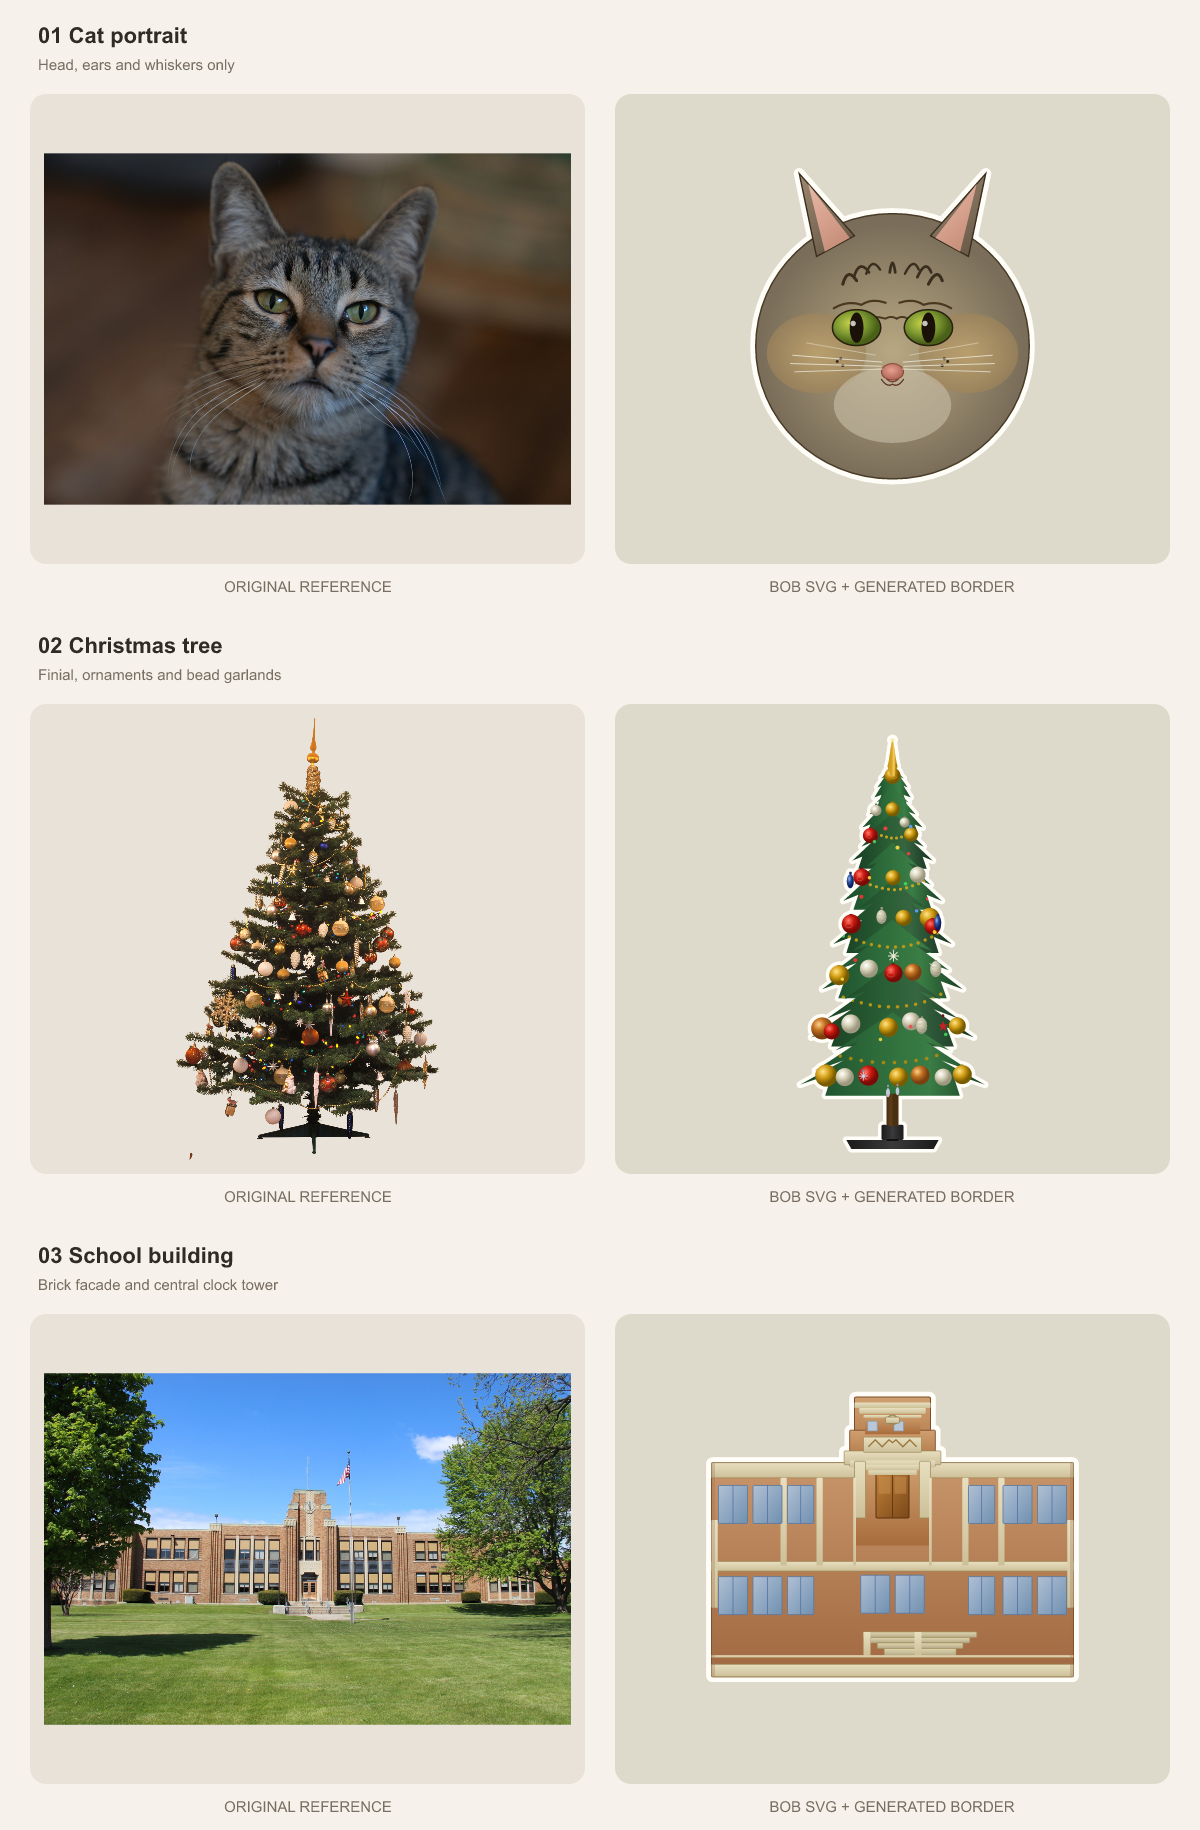 01 Cat portrait
Head, ears and whiskers only
ORIGINAL REFERENCE
BOB SVG + GENERATED BORDER
02 Christmas tree
Finial, ornaments and bead garlands
ORIGINAL REFERENCE
BOB SVG + GENERATED BORDER
03 School building
Brick facade and central clock tower
ORIGINAL REFERENCE
BOB SVG + GENERATED BORDER